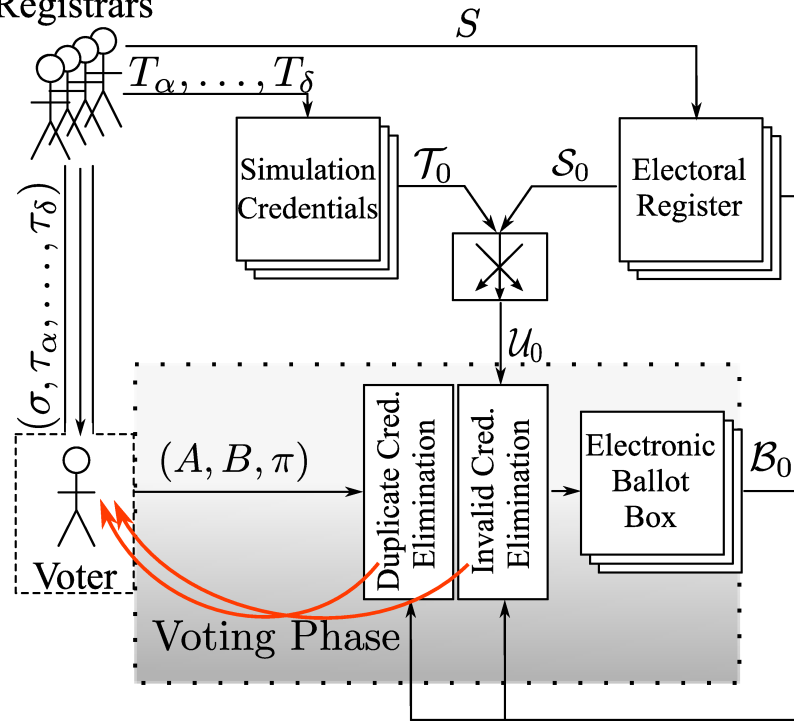 Registrars
S
T_α, . . . , T_δ
Simulation
Credentials
𝒯_0
𝒮_0
Electoral
Register
(σ, τ_α, . . . , τ_δ)
𝒰_0
(A, B, π)
Duplicate Cred.
Elimination
Invalid Cred.
Elimination
Electronic
Ballot
Box
ℬ_0
Voter
Voting Phase